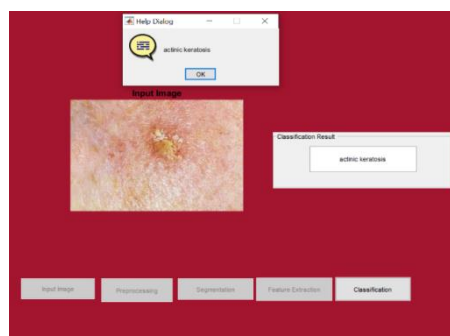 Help Dialog
actinic keratosis
OK
Input Image
Classification Result
actinic keratosis
Input Image
Preprocessing
Segmentation
Feature Extraction
Classification